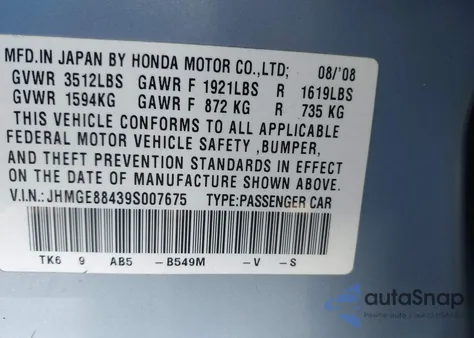 MFD.IN JAPAN BY HONDA MOTOR CO.,LTD; 08/'08
GVWR 3512LBS GAWR F 1921LBS R 1619LBS
GVWR 1594KG GAWR F 872 KG R 735 KG
THIS VEHICLE CONFORMS TO ALL APPLICABLE
FEDERAL MOTOR VEHICLE SAFETY ,BUMPER,
AND THEFT PREVENTION STANDARDS IN EFFECT
ON THE DATE OF MANUFACTURE SHOWN ABOVE.
V.I.N.:JHMGE88439S007675 TYPE:PASSENGER CAR
TK6 9 AB5 -B549M -V -S
autoSnap